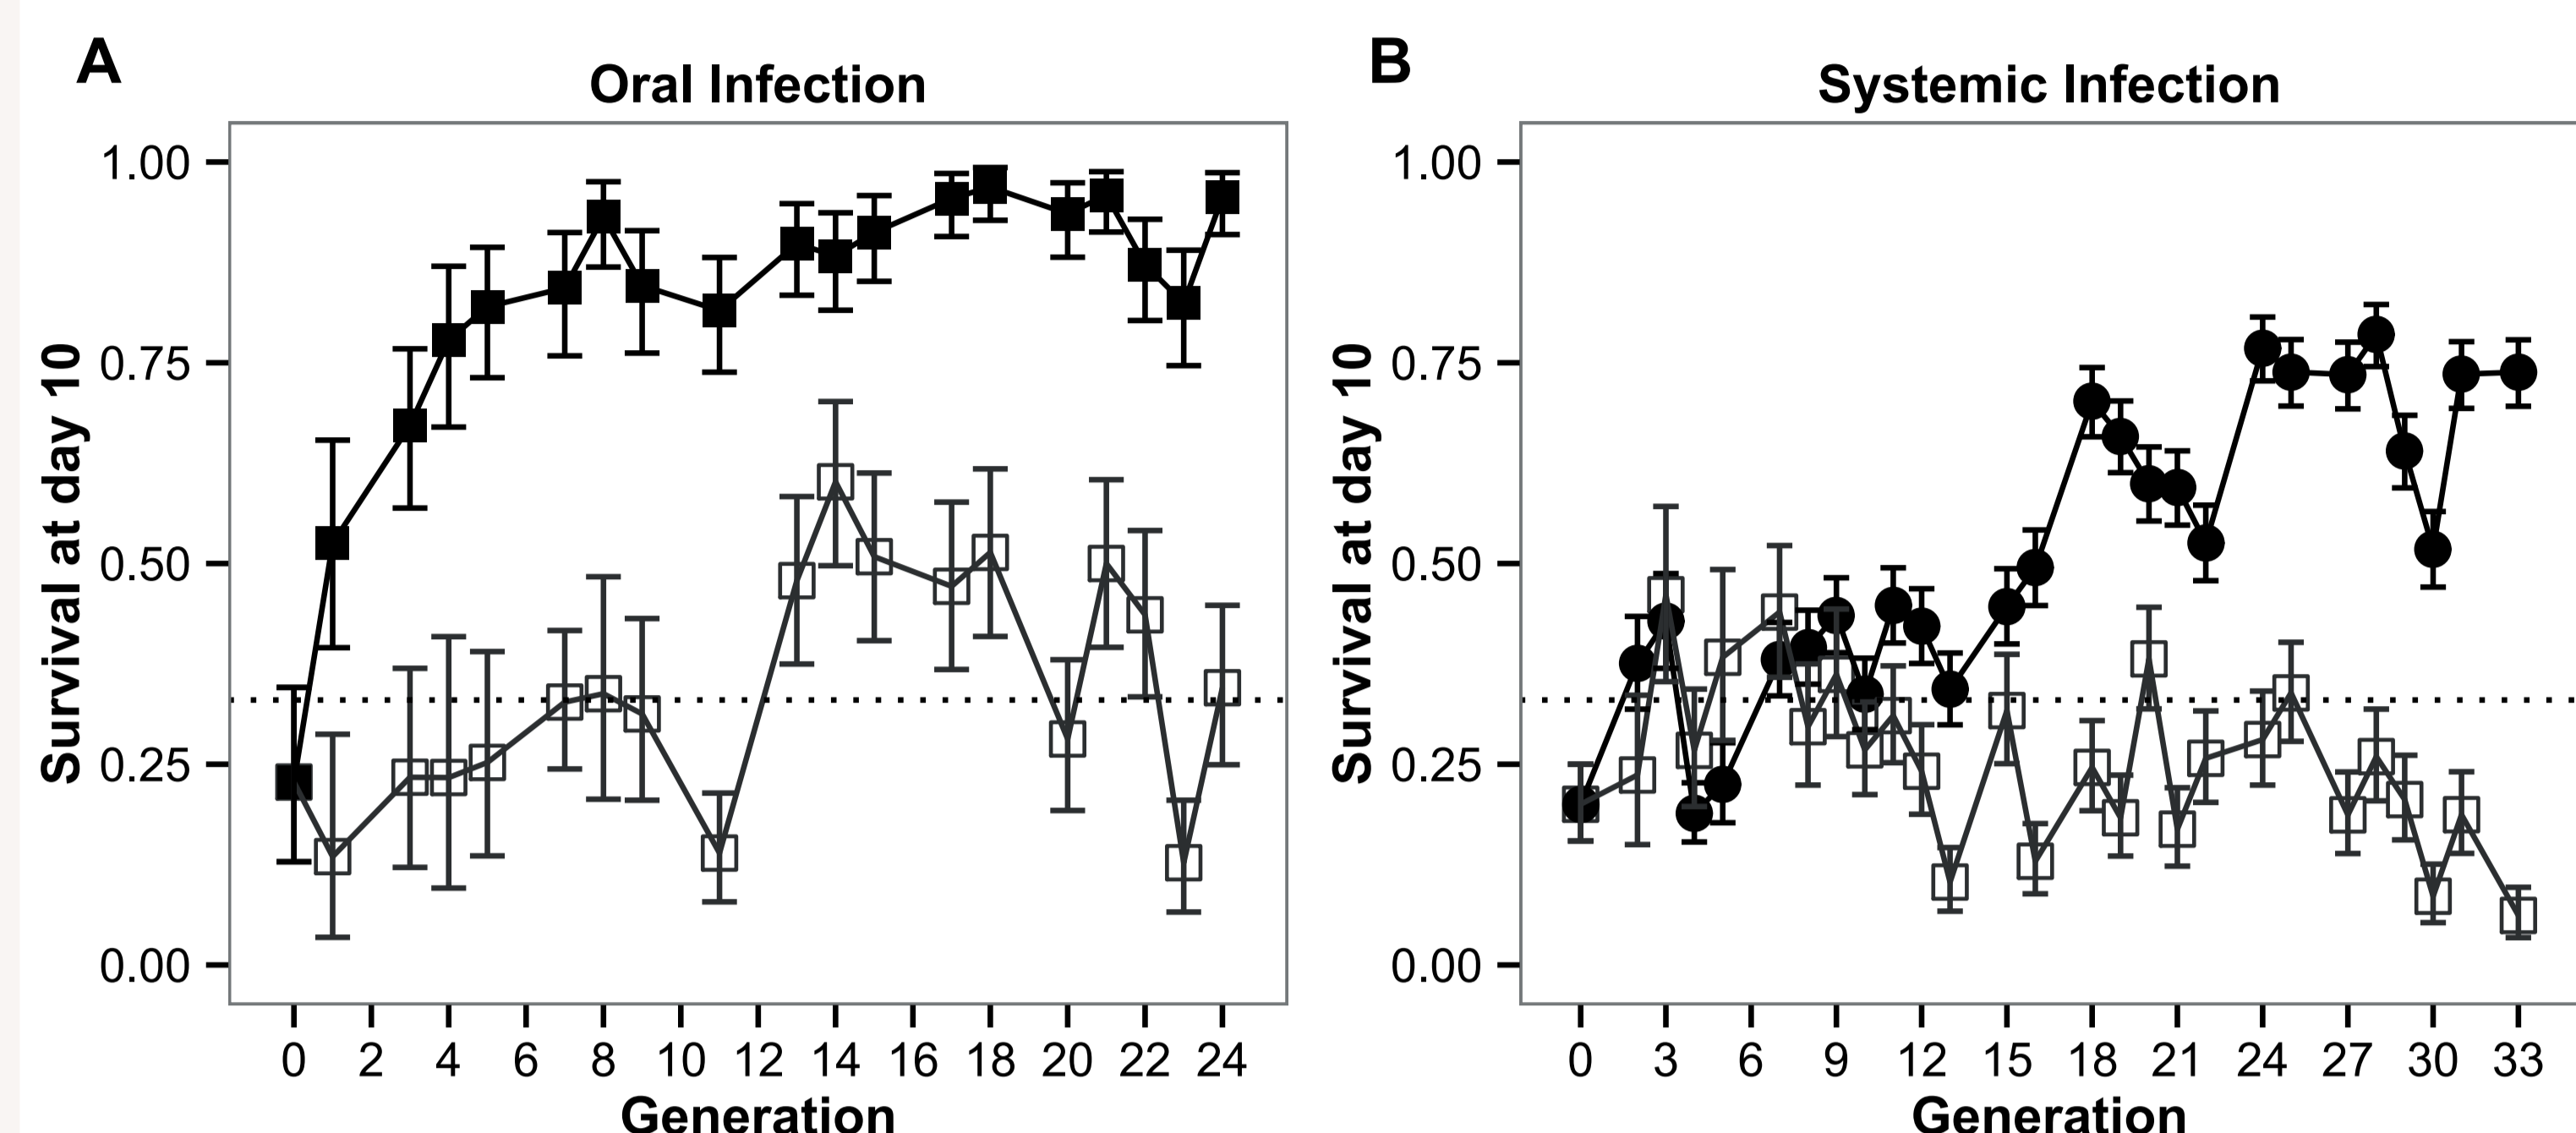 A
Oral Infection
Survival at day 10
1.00
0.75
0.50
0.25
0.00
0 2 4 6 8 10 12 14 16 18 20 22 24
Generation
B
Systemic Infection
Survival at day 10
1.00
0.75
0.50
0.25
0.00
0 3 6 9 12 15 18 21 24 27 30 33
Generation